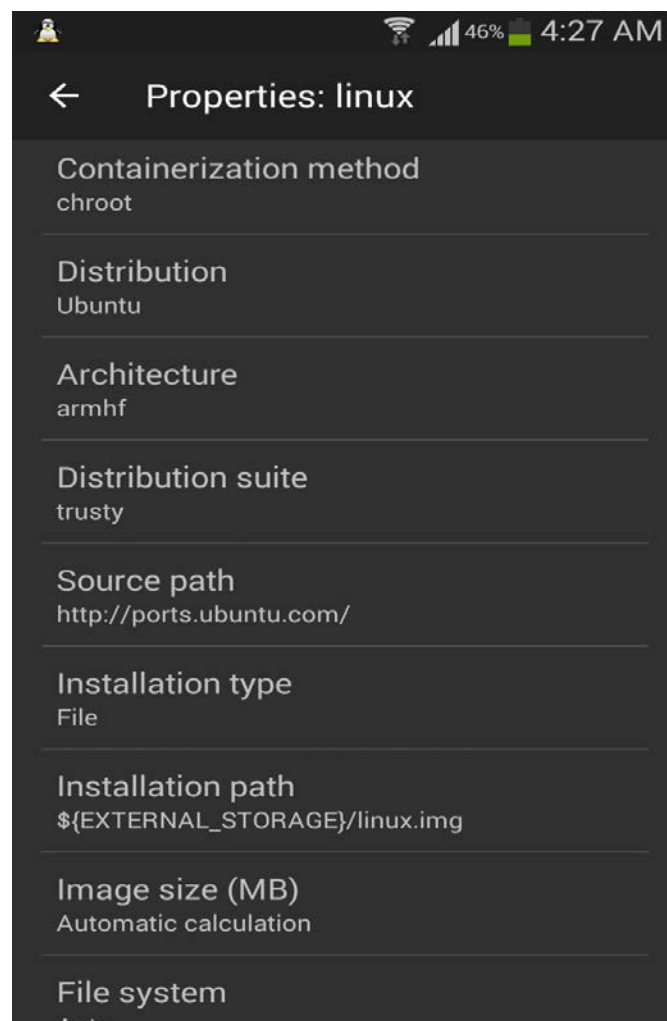 46% 4:27 AM
Properties: linux
Containerization method
chroot
Distribution
Ubuntu
Architecture
armhf
Distribution suite
trusty
Source path
http://ports.ubuntu.com/
Installation type
File
Installation path
${EXTERNAL_STORAGE}/linux.img
Image size (MB)
Automatic calculation
File system